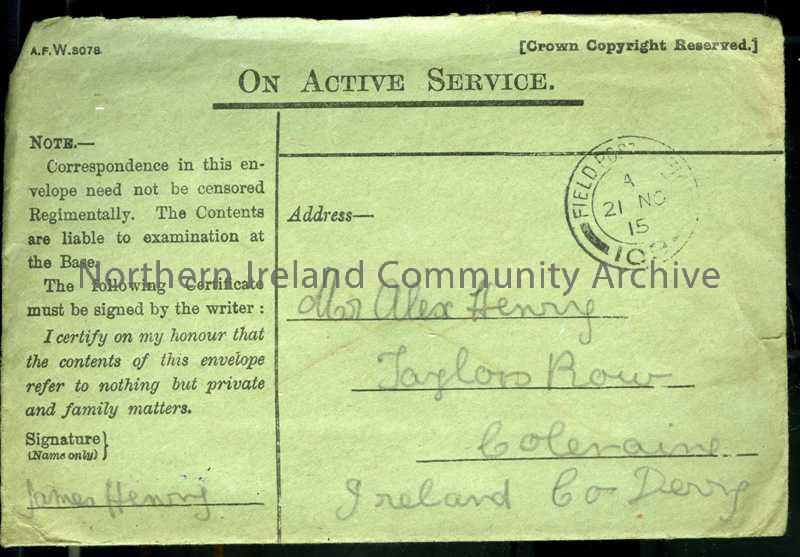 A.F.W.3078.
[Crown Copyright Reserved.]
ON ACTIVE SERVICE.
NOTE.—
Correspondence in this en-
velope need not be censored
Regimentally. The Contents
are liable to examination at
the Base.
The following Certificate
must be signed by the writer :
I certify on my honour that
the contents of this envelope
refer to nothing but private
and family matters.
Signature
(Name only)
James Henry
FIELD POST
A
21 NO
15
Address—
Northern Ireland Community Archive
Mr Alex Henry
Taylors Row
Coleraine
Ireland Co Derry